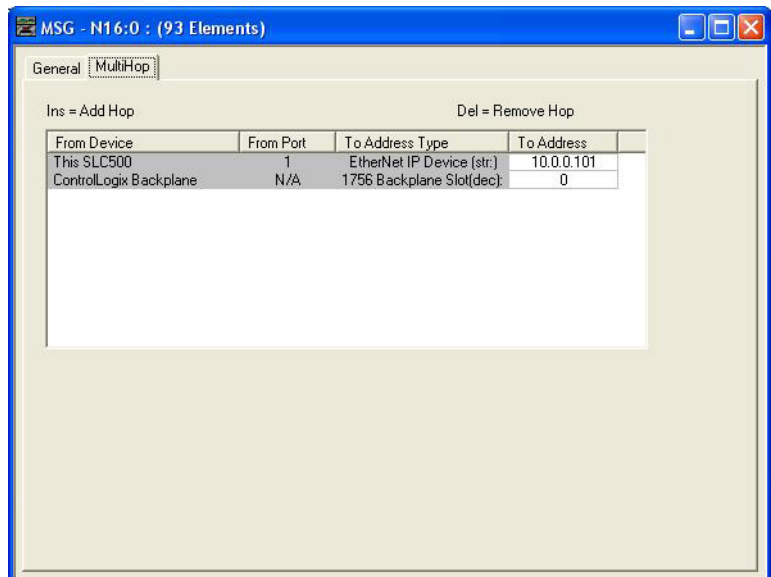 MSG - N16:0 : (93 Elements)
General MultiHop
Ins = Add Hop Del = Remove Hop
From Device From Port To Address Type To Address
This SLC500 1 EtherNet IP Device (str:) 10.0.0.101
ControlLogix Backplane N/A 1756 Backplane Slot(dec): 0